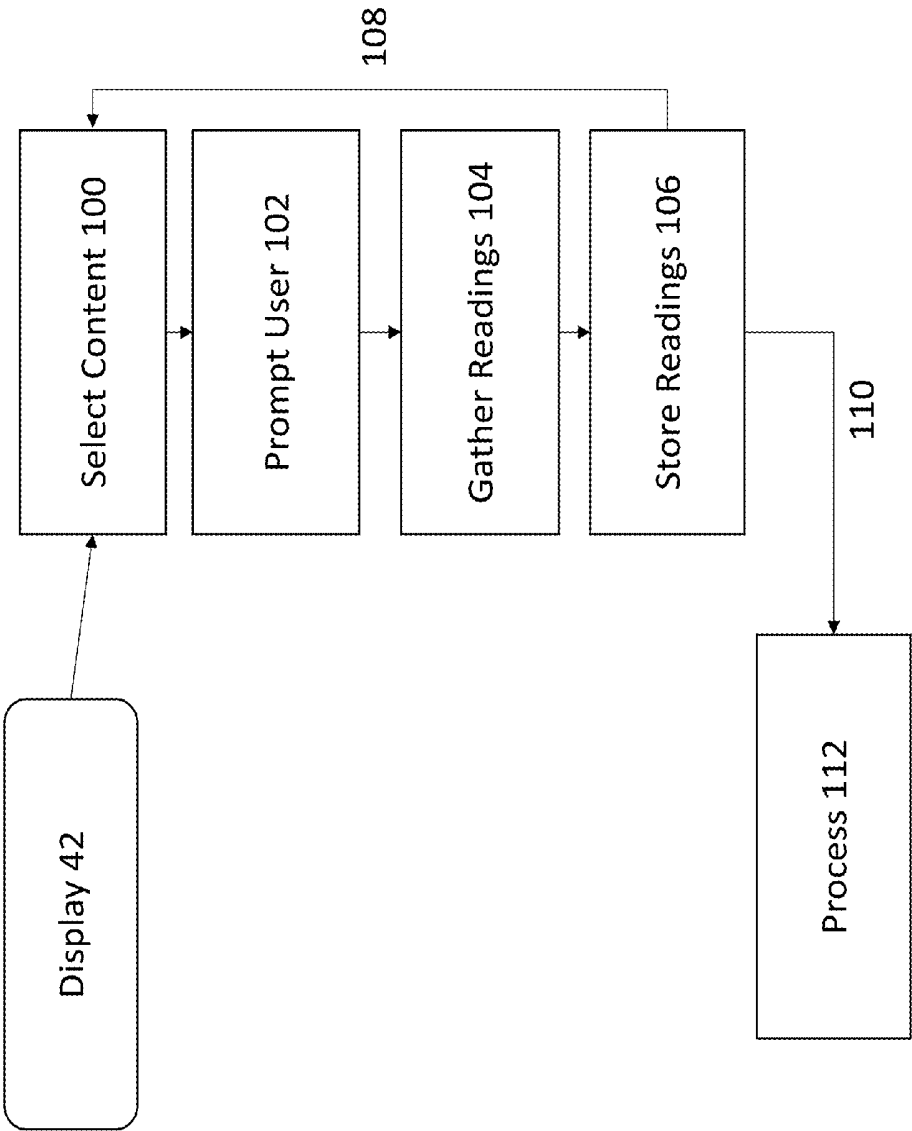 Display 42
Select Content 100
Prompt User 102
Gather Readings 104
Store Readings 106
108
110
Process 112